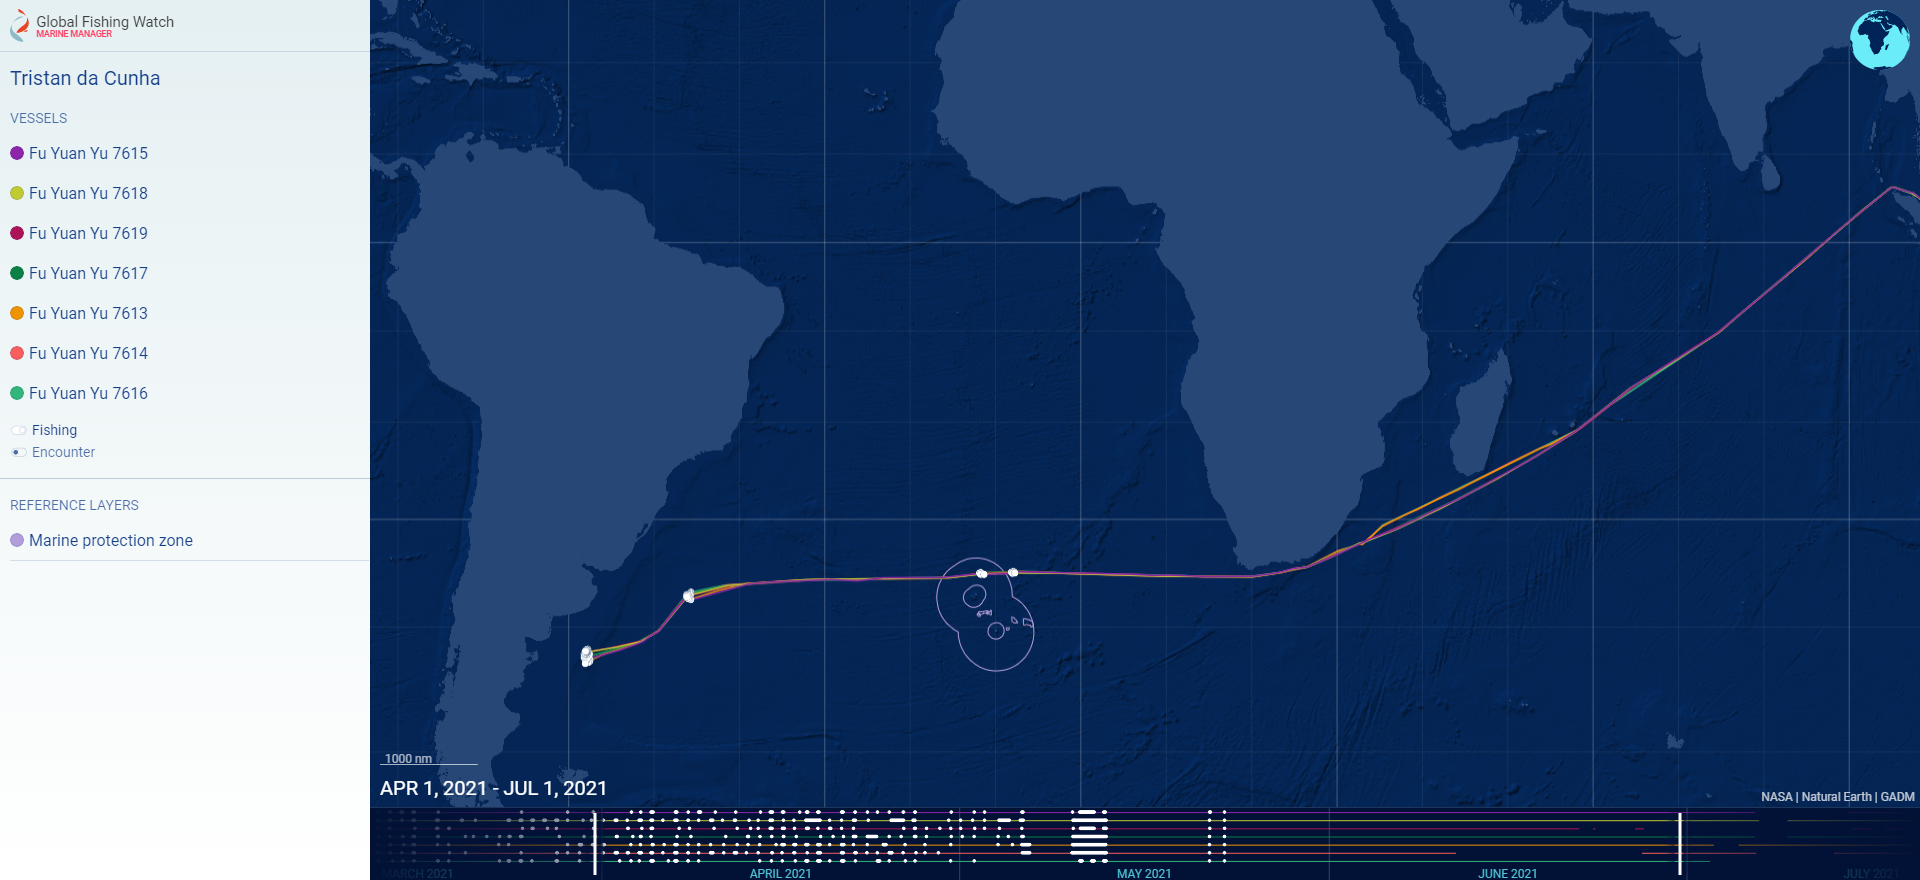 Global Fishing Watch
MARINE MANAGER
Tristan da Cunha
VESSELS
Fu Yuan Yu 7615
Fu Yuan Yu 7618
Fu Yuan Yu 7619
Fu Yuan Yu 7617
Fu Yuan Yu 7613
Fu Yuan Yu 7614
Fu Yuan Yu 7616
Fishing
Encounter
REFERENCE LAYERS
Marine protection zone
1000 nm
APR 1, 2021 - JUL 1, 2021
NASA | Natural Earth | GADM
MARCH 2021
APRIL 2021
MAY 2021
JUNE 2021
JULY 2021